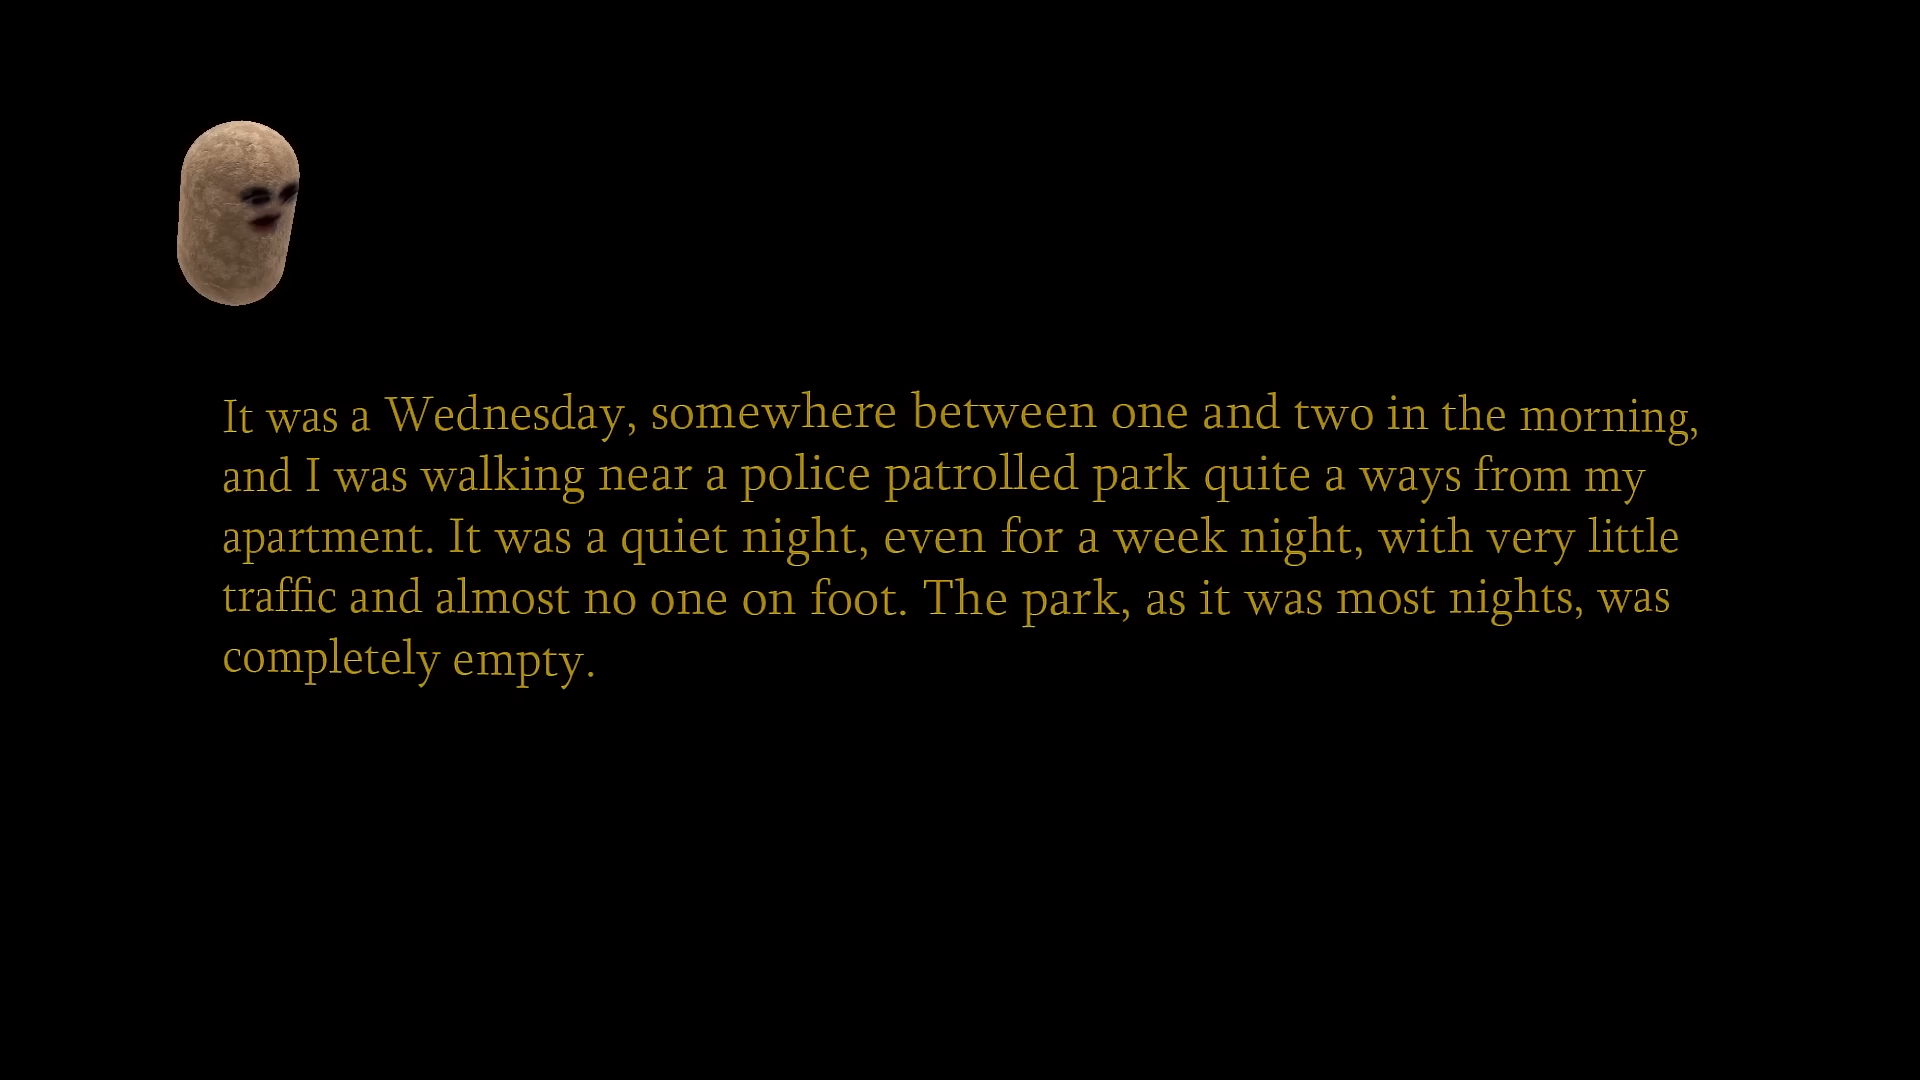 It was a Wednesday, somewhere between one and two in the morning,
and I was walking near a police patrolled park quite a ways from my
apartment. It was a quiet night, even for a week night, with very little
traffic and almost no one on foot. The park, as it was most nights, was
completely empty.